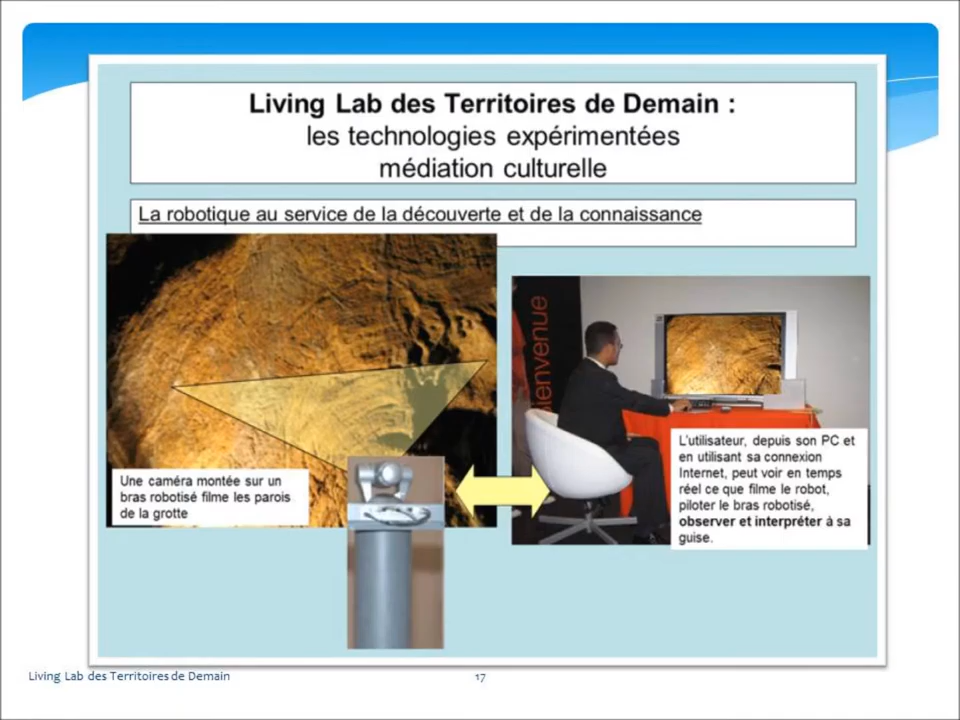 Living Lab des Territoires de Demain :
les technologies expérimentées
médiation culturelle
La robotique au service de la découverte et de la connaissance
bienvenue
Une caméra montée sur un
bras robotisé filme les parois
de la grotte
L'utilisateur, depuis son PC et
en utilisant sa connexion
Internet, peut voir en temps
réel ce que filme le robot,
piloter le bras robotisé,
observer et interpréter à sa
guise.
Living Lab des Territoires de Demain
17